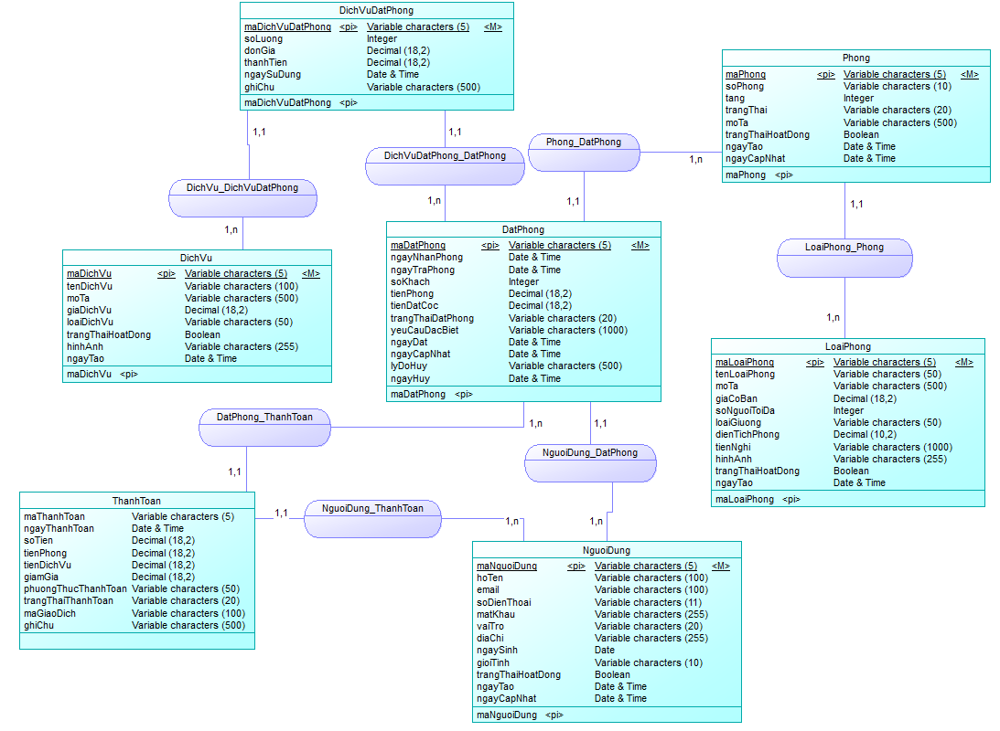 DichVuDatPhong
maDichVuDatPhong <pi> Variable characters (5) <M>
soLuong Integer
donGia Decimal (18,2)
thanhTien Decimal (18,2)
ngaySuDung Date & Time
ghiChu Variable characters (500)
maDichVuDatPhong <pi>
Phong
maPhong <pi> Variable characters (5) <M>
soPhong Variable characters (10)
tang Integer
trangThai Variable characters (20)
moTa Variable characters (500)
trangThaiHoatDong Boolean
ngayTao Date & Time
ngayCapNhat Date & Time
maPhong <pi>
1,1
1,1
DichVuDatPhong_DatPhong
Phong_DatPhong
1,n
DichVu_DichVuDatPhong
1,n
1,1
1,1
1,n
LoaiPhong_Phong
1,n
DichVu
maDichVu <pi> Variable characters (5) <M>
tenDichVu Variable characters (100)
moTa Variable characters (500)
giaDichVu Decimal (18,2)
loaiDichVu Variable characters (50)
trangThaiHoatDong Boolean
hinhAnh Variable characters (255)
ngayTao Date & Time
maDichVu <pi>
DatPhong
maDatPhong <pi> Variable characters (5) <M>
ngayNhanPhong Date & Time
ngayTraPhong Date & Time
soKhach Integer
tienPhong Decimal (18,2)
tienDatCoc Decimal (18,2)
trangThaiDatPhong Variable characters (20)
yeuCauDacBiet Variable characters (1000)
ngayDat Date & Time
ngayCapNhat Date & Time
lyDoHuy Variable characters (500)
ngayHuy Date & Time
maDatPhong <pi>
LoaiPhong
maLoaiPhong <pi> Variable characters (5) <M>
tenLoaiPhong Variable characters (50)
moTa Variable characters (500)
giaCoBan Decimal (18,2)
soNguoiToiDa Integer
loaiGiuong Variable characters (50)
dienTichPhong Decimal (10,2)
tienNghi Variable characters (1000)
hinhAnh Variable characters (255)
trangThaiHoatDong Boolean
ngayTao Date & Time
maLoaiPhong <pi>
DatPhong_ThanhToan
1,n
1,1
NguoiDung_DatPhong
1,1
ThanhToan
maThanhToan Variable characters (5)
ngayThanhToan Date & Time
soTien Decimal (18,2)
tienPhong Decimal (18,2)
tienDichVu Decimal (18,2)
giamGia Decimal (18,2)
phuongThucThanhToan Variable characters (50)
trangThaiThanhToan Variable characters (20)
maGiaoDich Variable characters (100)
ghiChu Variable characters (500)
1,1
NguoiDung_ThanhToan
1,n
1,n
NguoiDung
maNguoiDung <pi> Variable characters (5) <M>
hoTen Variable characters (100)
email Variable characters (100)
soDienThoai Variable characters (11)
matKhau Variable characters (255)
vaiTro Variable characters (20)
diaChi Variable characters (255)
ngaySinh Date
gioiTinh Variable characters (10)
trangThaiHoatDong Boolean
ngayTao Date & Time
ngayCapNhat Date & Time
maNguoiDung <pi>